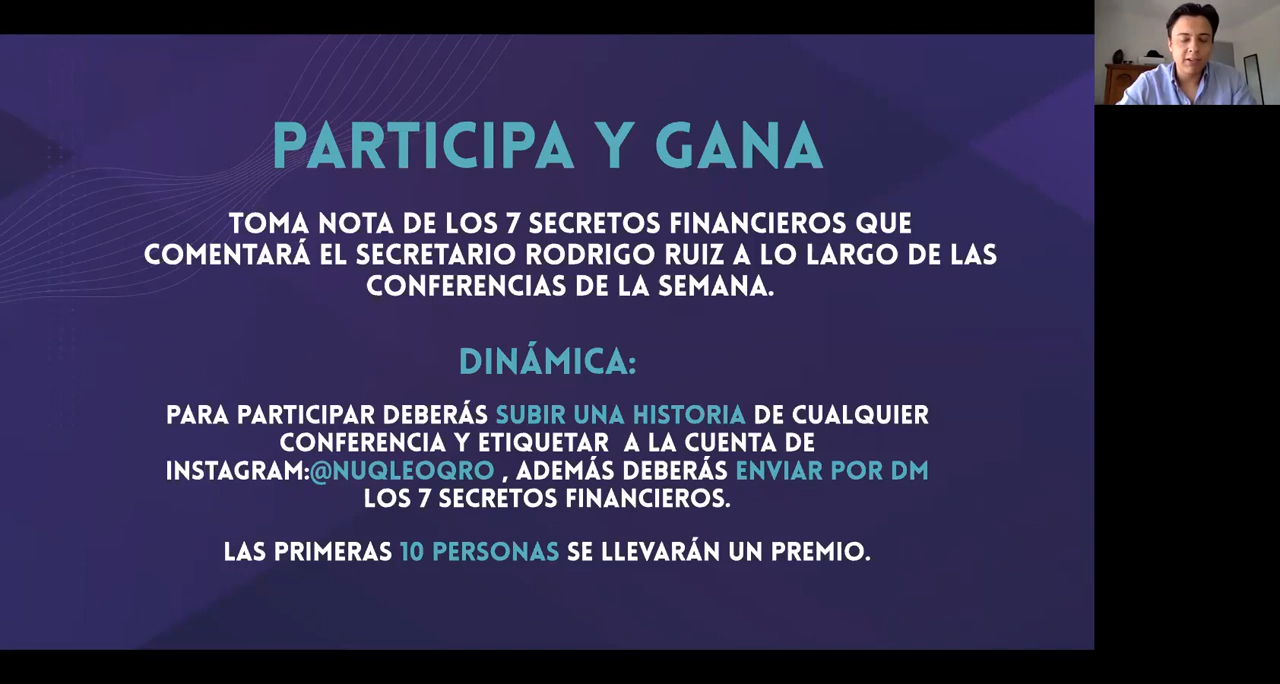 PARTICIPA Y GANA
TOMA NOTA DE LOS 7 SECRETOS FINANCIEROS QUE
COMENTARÁ EL SECRETARIO RODRIGO RUIZ A LO LARGO DE LAS
CONFERENCIAS DE LA SEMANA.
DINÁMICA:
PARA PARTICIPAR DEBERÁS SUBIR UNA HISTORIA DE CUALQUIER
CONFERENCIA Y ETIQUETAR A LA CUENTA DE
INSTAGRAM:@NUQLEOQRO , ADEMÁS DEBERÁS ENVIAR POR DM
LOS 7 SECRETOS FINANCIEROS.
LAS PRIMERAS 10 PERSONAS SE LLEVARÁN UN PREMIO.